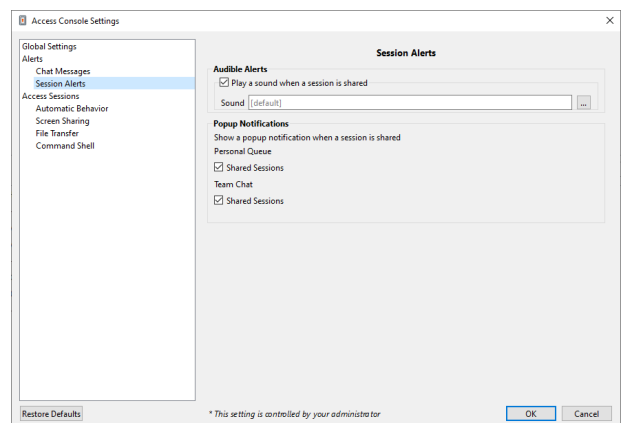 Access Console Settings
Global Settings
Alerts
Chat Messages
Session Alerts
Access Sessions
Automatic Behavior
Screen Sharing
File Transfer
Command Shell
Session Alerts
Audible Alerts
Play a sound when a session is shared
Sound [default] ...
Popup Notifications
Show a popup notification when a session is shared
Personal Queue
Shared Sessions
Team Chat
Shared Sessions
Restore Defaults
* This setting is controlled by your administrator
OK Cancel